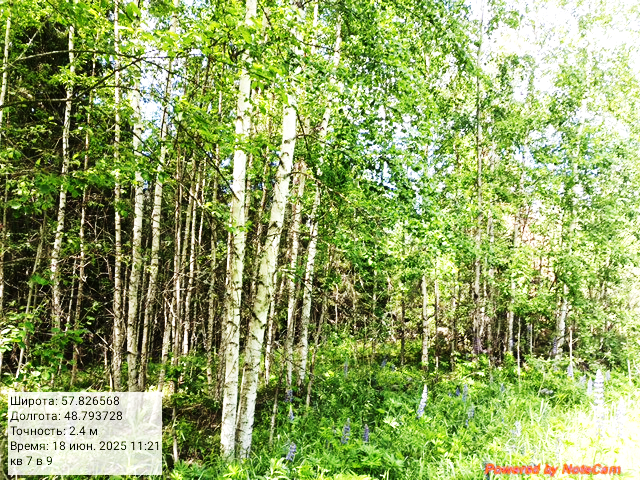 Широта: 57.826568
Долгота: 48.793728
Точность: 2.4 м
Время: 18 июн. 2025 11:21
кв 7 в 9
Powered by NoteCam